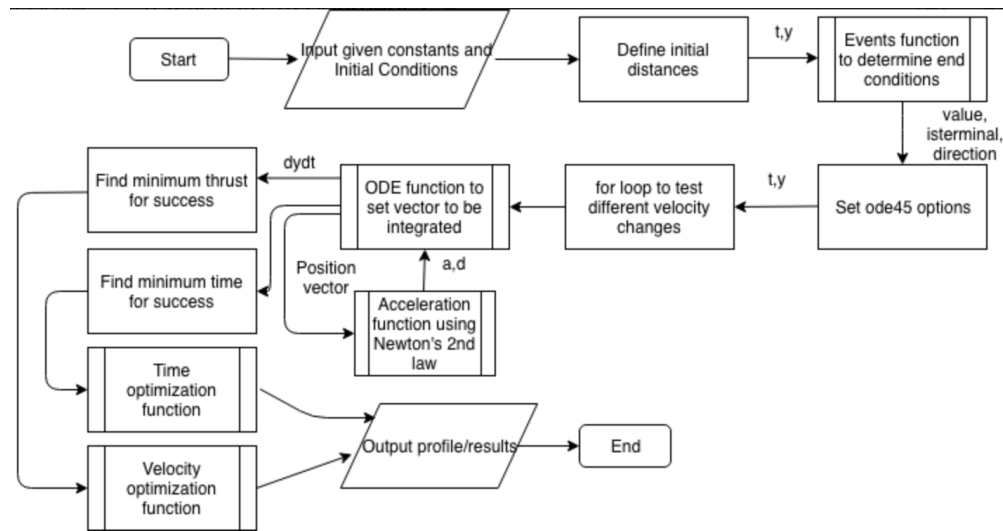 Start
Input given constants and
Initial Conditions
Define initial
distances
t,y
Events function
to determine end
conditions
value,
isterminal,
direction
Set ode45 options
t,y
for loop to test
different velocity
changes
ODE function to
set vector to be
integrated
dydt
Find minimum thrust
for success
Position
vector
a,d
Acceleration
function using
Newton's 2nd
law
Find minimum time
for success
Time
optimization
function
Velocity
optimization
function
Output profile/results
End